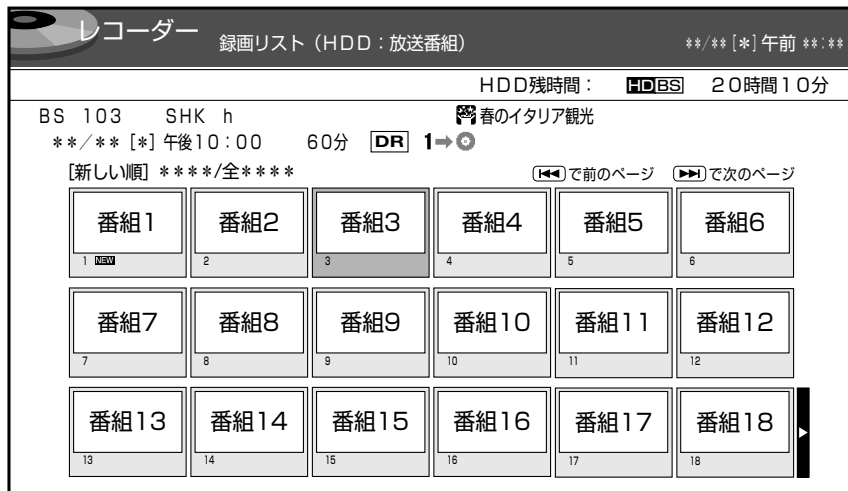 レコーダー 録画リスト（HDD：放送番組） **/**[*]午前 **:**
HDD残時間： HD BS 20時間10分
BS 103 SHK h 春のイタリア観光
**/** [*] 午後10：00 60分 DR 1➡
[新しい順] ****/全**** で前のページ で次のページ
番組1 番組2 番組3 番組4 番組5 番組6
1 NEW 2 3 4 5 6
番組7 番組8 番組9 番組10 番組11 番組12
7 8 9 10 11 12
番組13 番組14 番組15 番組16 番組17 番組18
13 14 15 16 17 18